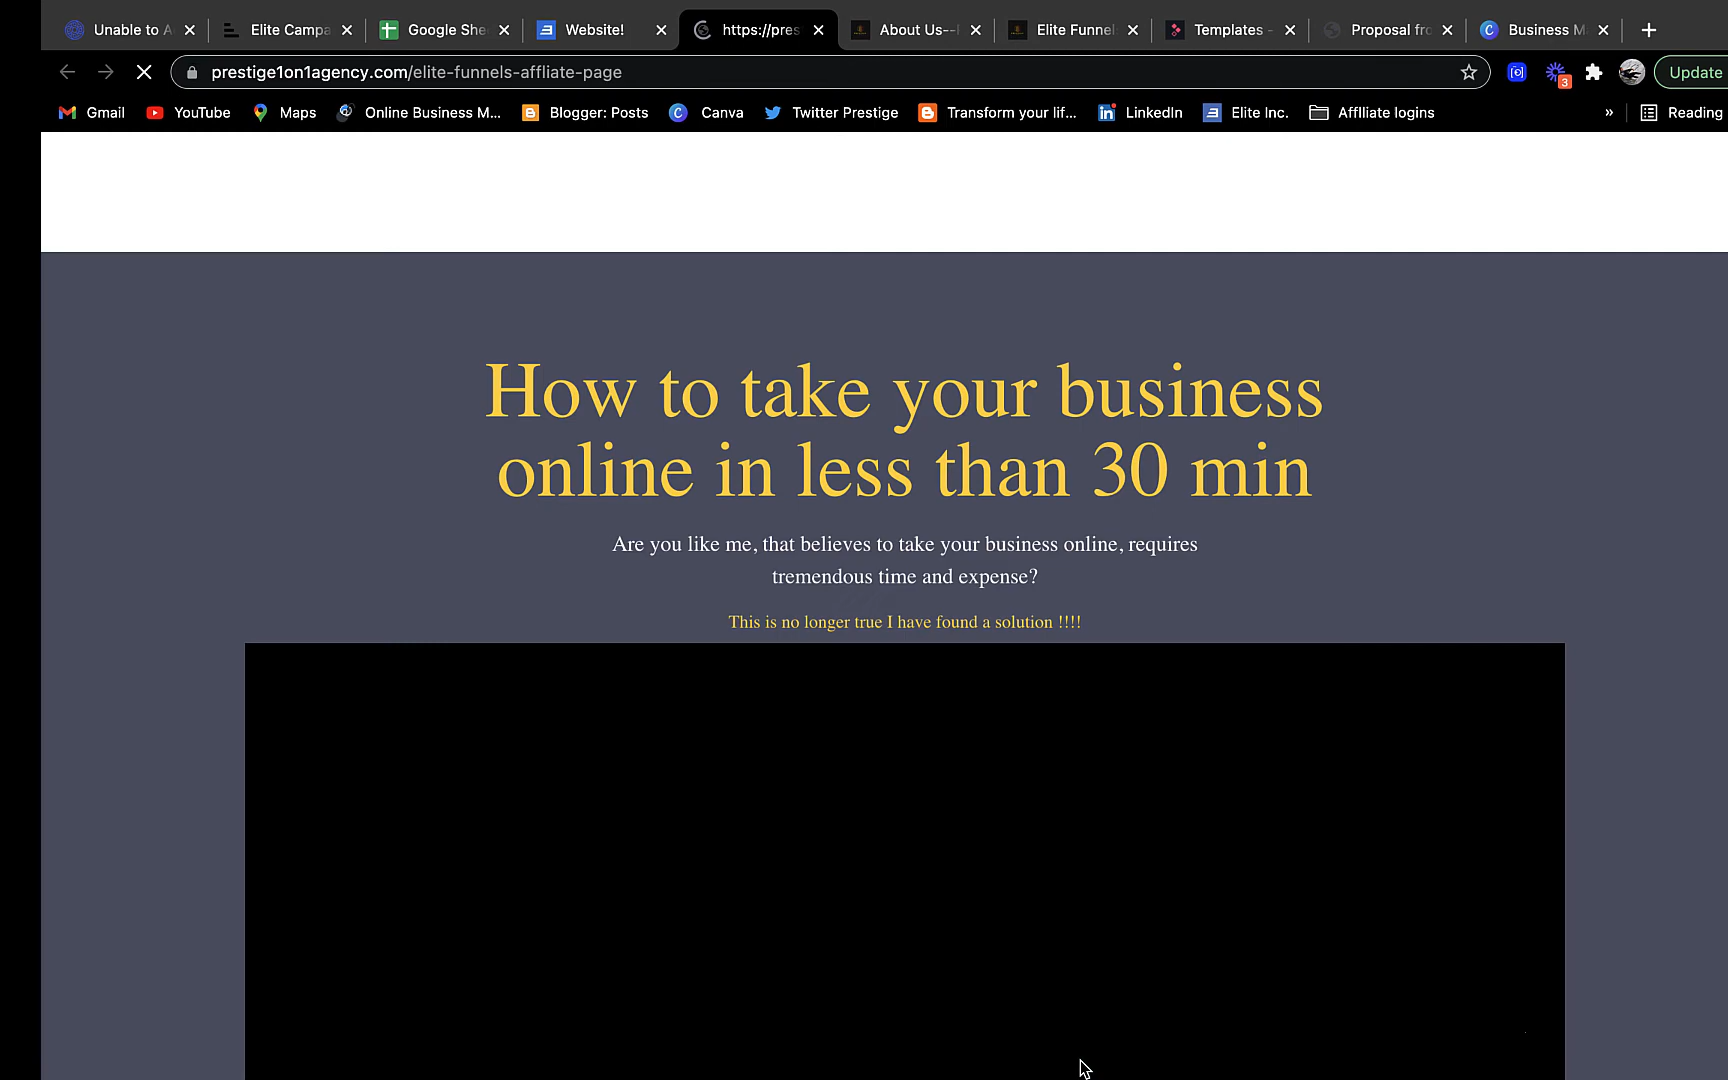 Unable to A
Elite Campa
Google She
Website!
https://pres
About Us--
Elite Funnel
Templates -
Proposal fro
Business M
prestige1on1agency.com/elite-funnels-affliate-page
3
Update
Gmail
YouTube
Maps
Online Business M...
Blogger: Posts
Canva
Twitter Prestige
Transform your lif...
LinkedIn
Elite Inc.
Afflliate logins
»
Reading
How to take your business
online in less than 30 min
Are you like me, that believes to take your business online, requires
tremendous time and expense?
This is no longer true I have found a solution !!!!